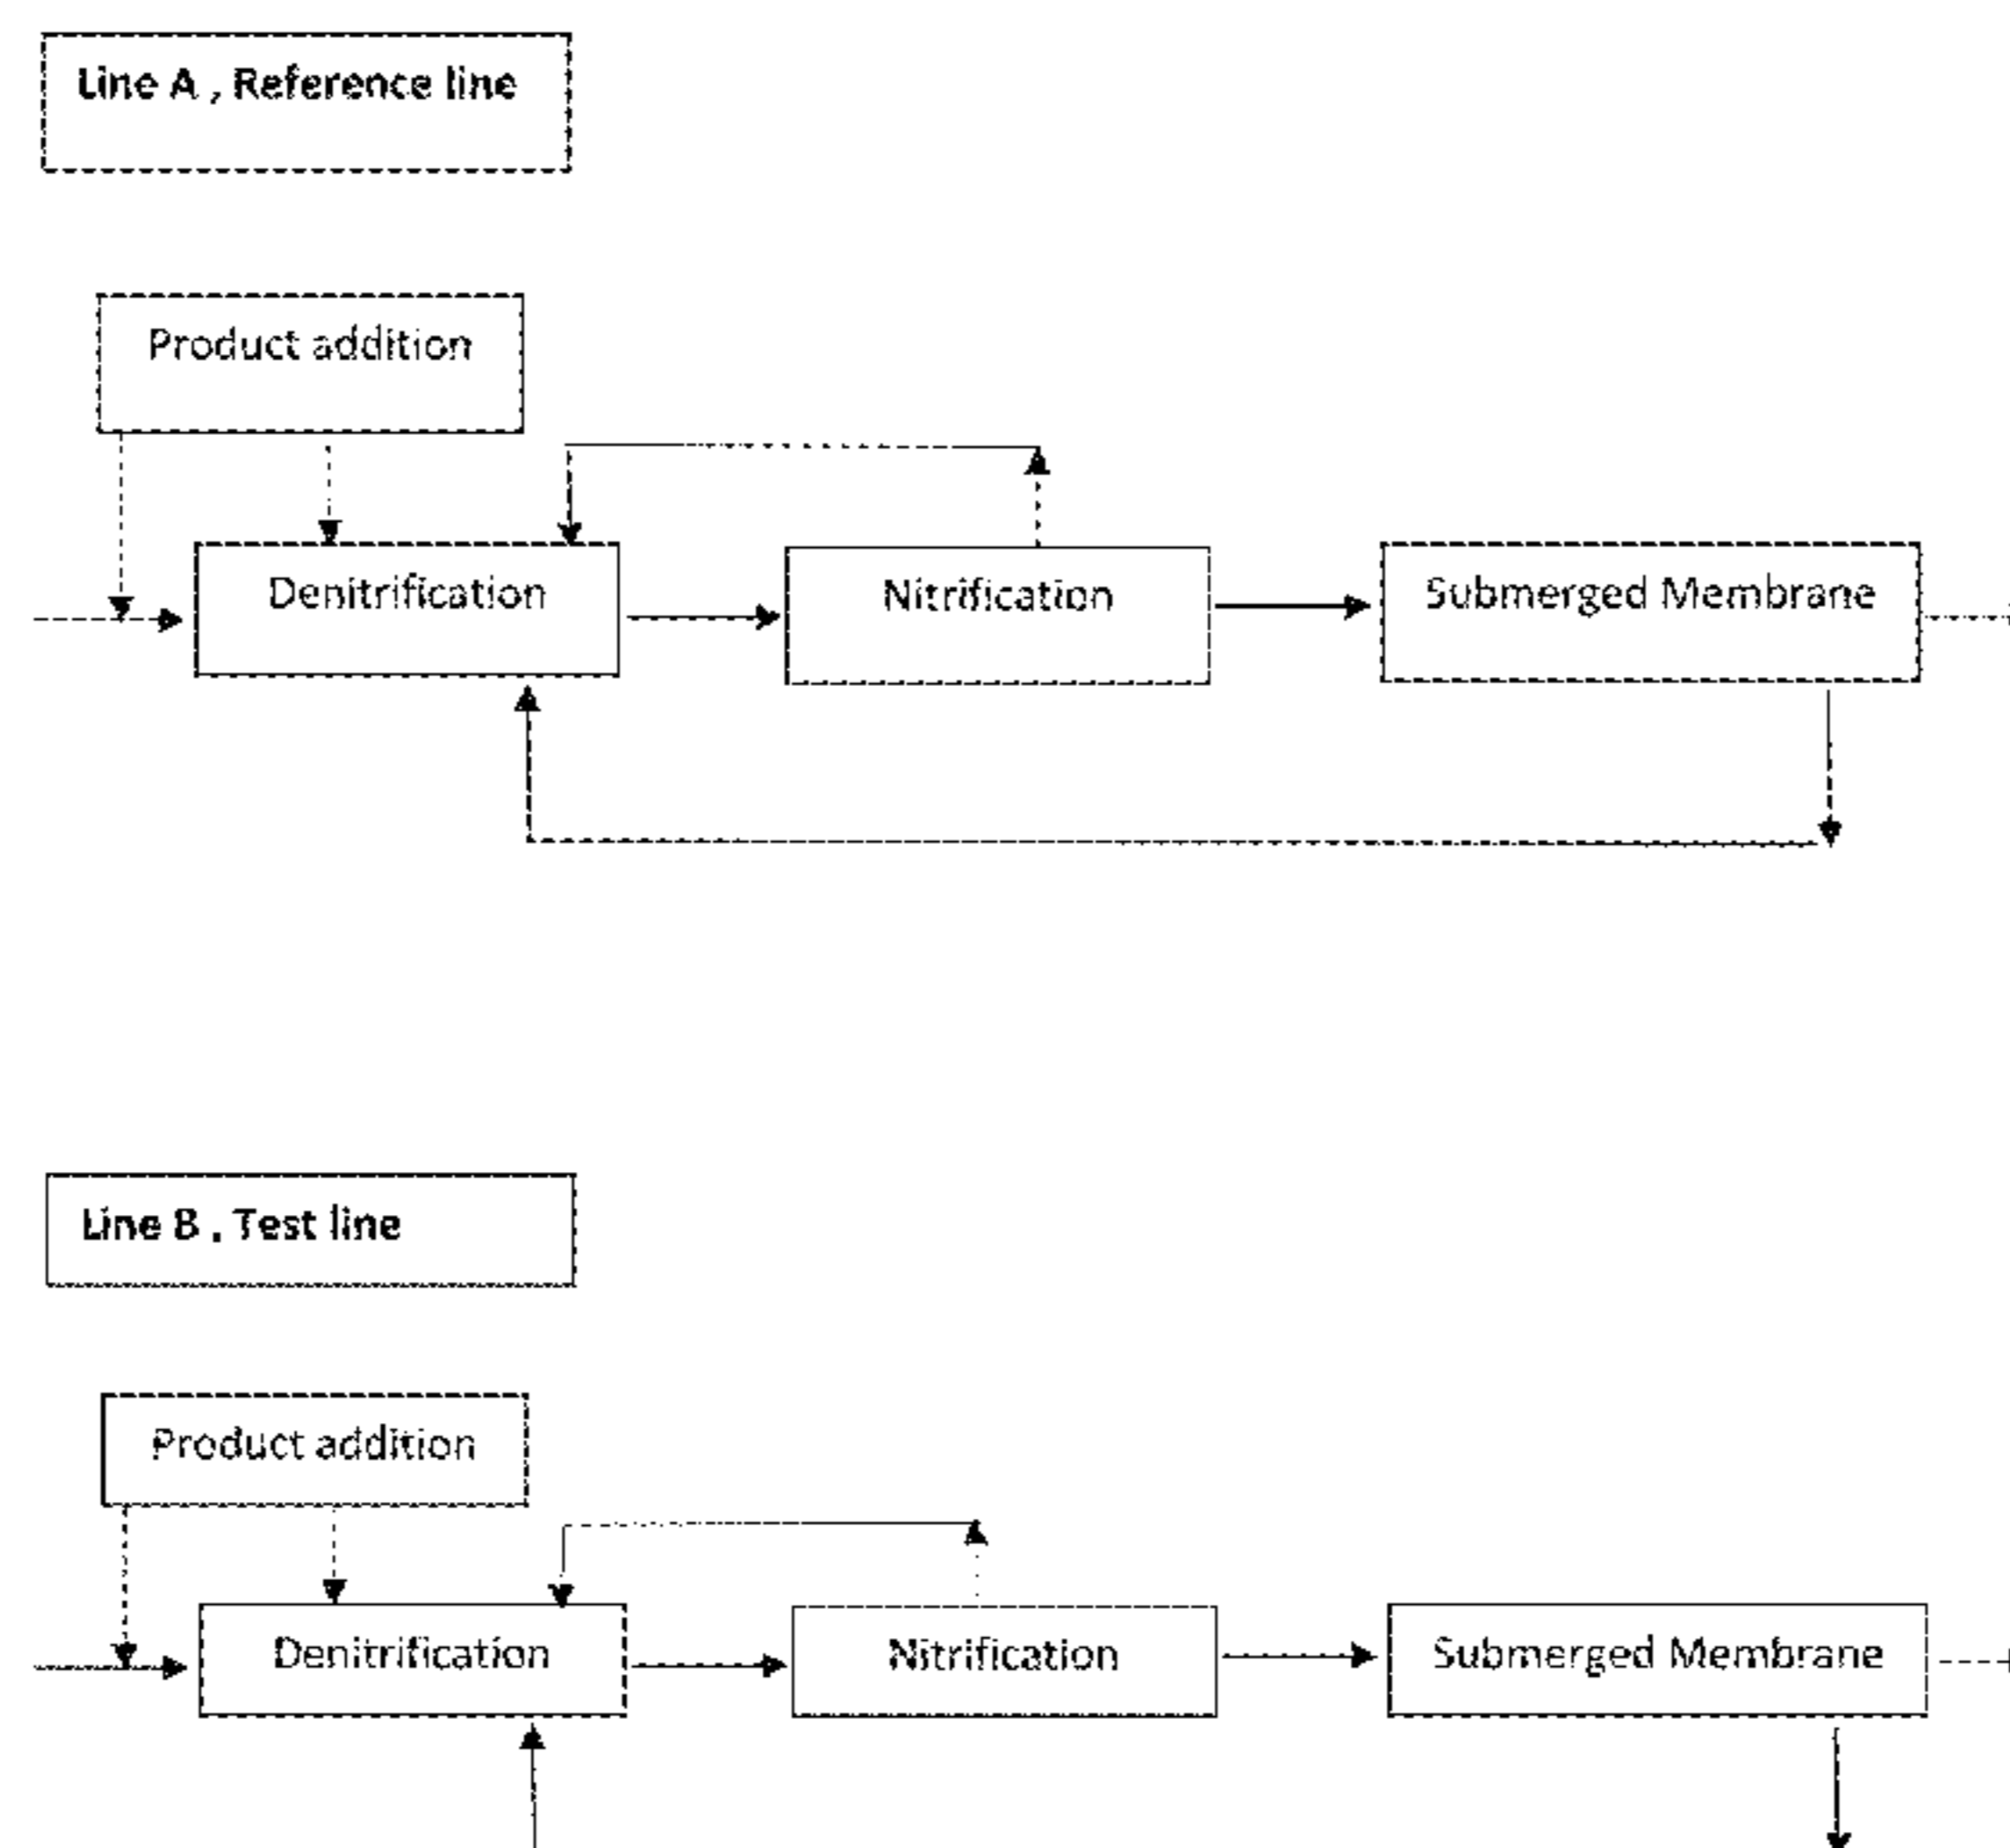 Line A , Reference line
Product addition
Denitrification
Nitrification
Submerged Membrane
Line B . Test line
Product addition
Denitrification
Nitrification
Submerged Membrane